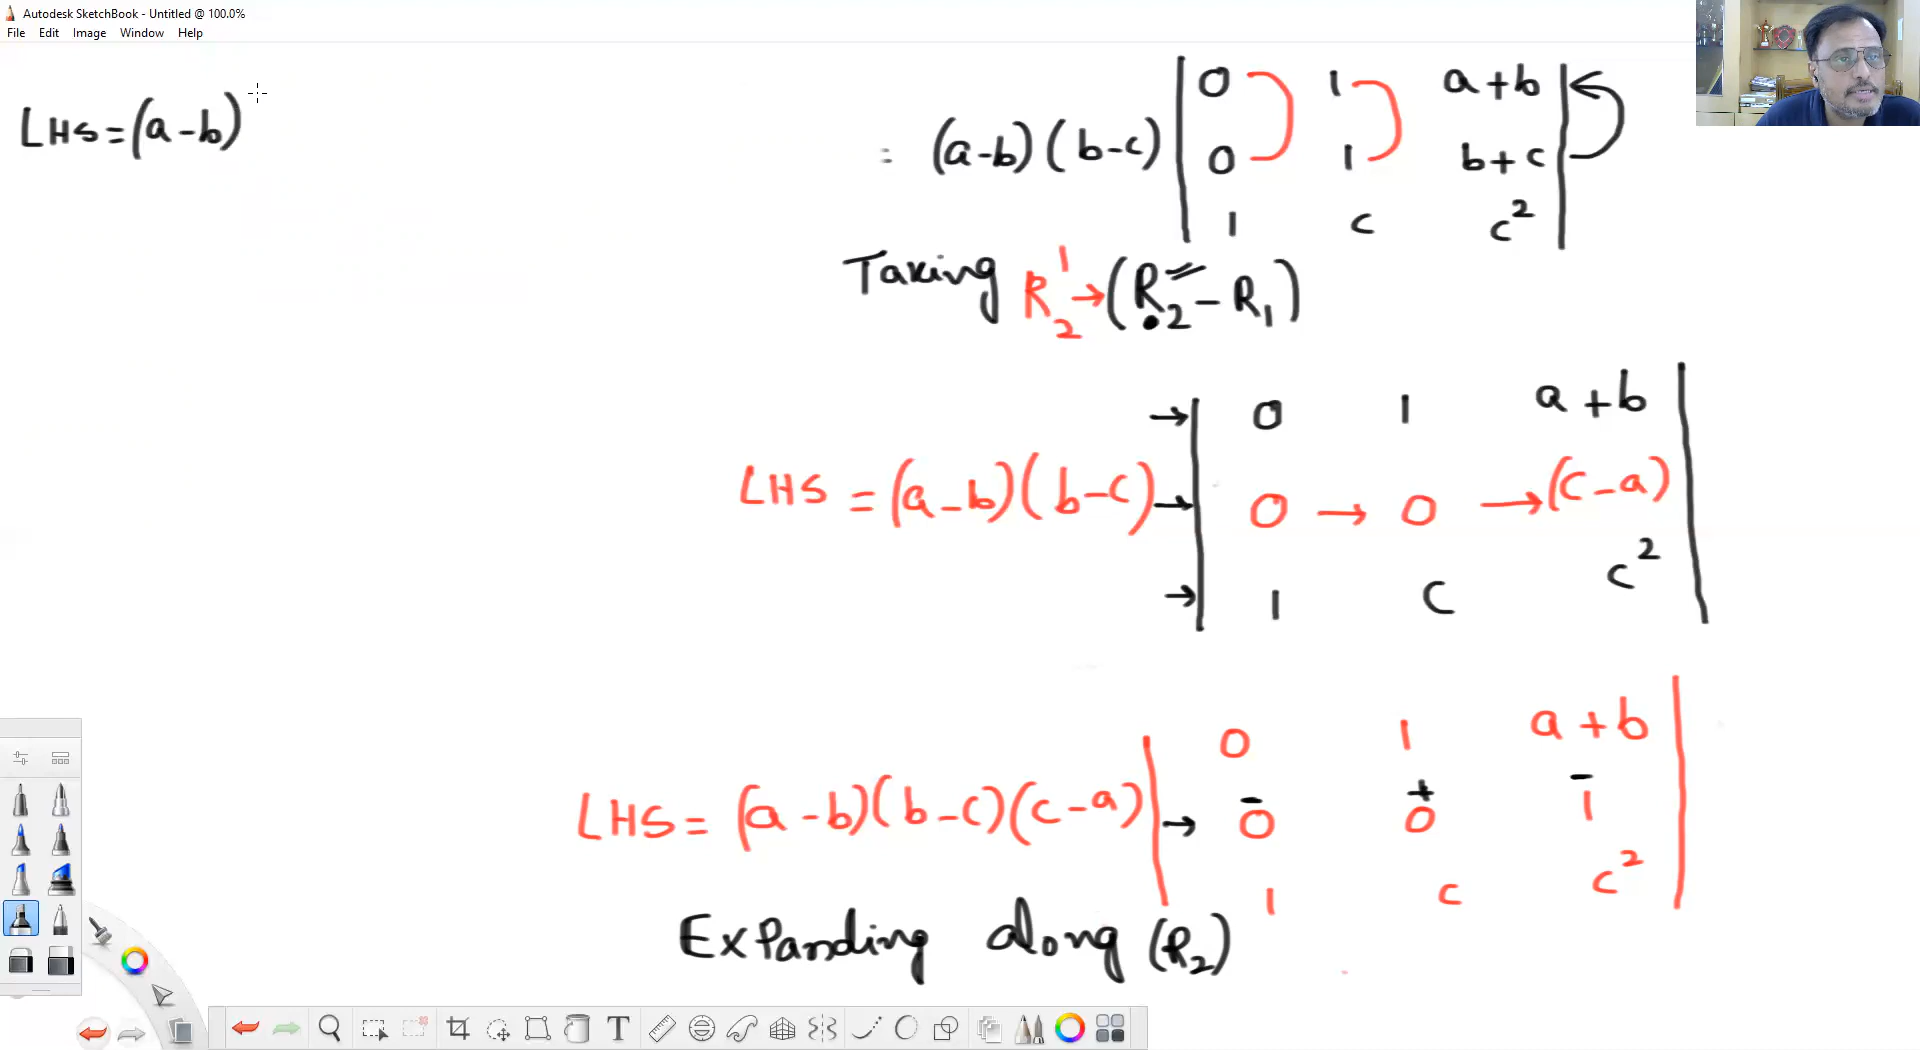 Autodesk SketchBook - Untitled @ 100.0%
File Edit Image Window Help
LHS = (a-b)
= (a-b)(b-c) | 0 1 a+b |
| 0 1 b+c |
| 1 c c² |
Taking R₂¹ → (R₂ - R₁)
→ | 0 1 a+b |
LHS = (a-b)(b-c) → | 0 → 0 → (c-a) |
→ | 1 c c² |
| 0 1 a+b |
- + -
LHS = (a-b)(b-c)(c-a) | → 0 0 1 |
| 1 c c² |
Expanding along (R₂)
T